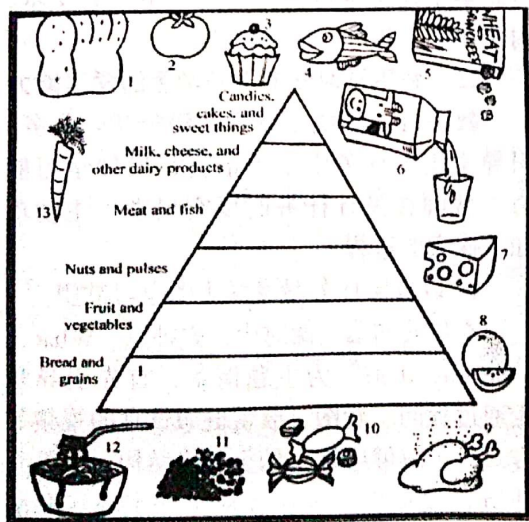 1
2
3
4
5
WHEAT
Candies,
cakes, and
sweet things
Milk, cheese, and
other dairy products
6
13
Meat and fish
7
Nuts and pulses
Fruit and
vegetables
8
Bread and
grains
1
12
11
10
9